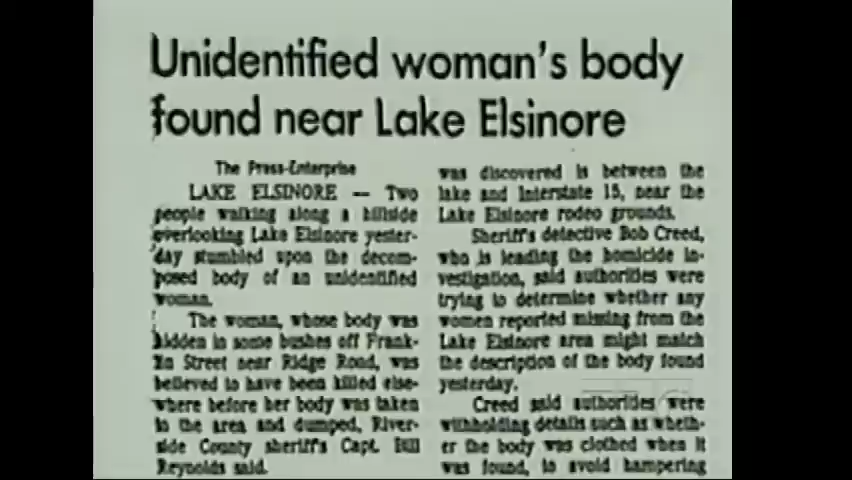 Unidentified woman's body
found near Lake Elsinore
The Press-Enterprise
LAKE ELSINORE — Two
people walking along a hillside
overlooking Lake Elsinore yester-
day stumbled upon the decom-
posed body of an unidentified
woman.
The woman, whose body was
hidden in some bushes off Frank-
lin Street near Ridge Road, was
believed to have been killed else-
where before her body was taken
to the area and dumped, River-
side County sheriff's Capt. Bill
Reynolds said.
was discovered is between the
lake and Interstate 15, near the
Lake Elsinore rodeo grounds.
Sheriff's detective Bob Creed,
who is leading the homicide in-
vestigation, said authorities were
trying to determine whether any
women reported missing from the
Lake Elsinore area might match
the description of the body found
yesterday.
Creed said authorities were
withholding details such as wheth-
er the body was clothed when it
was found, to avoid hampering